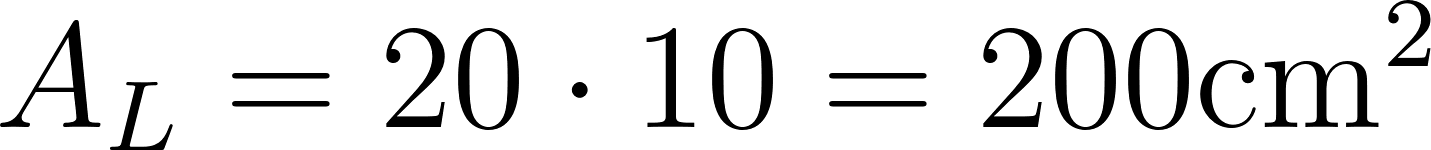 A_L = 20 · 10 = 200cm²